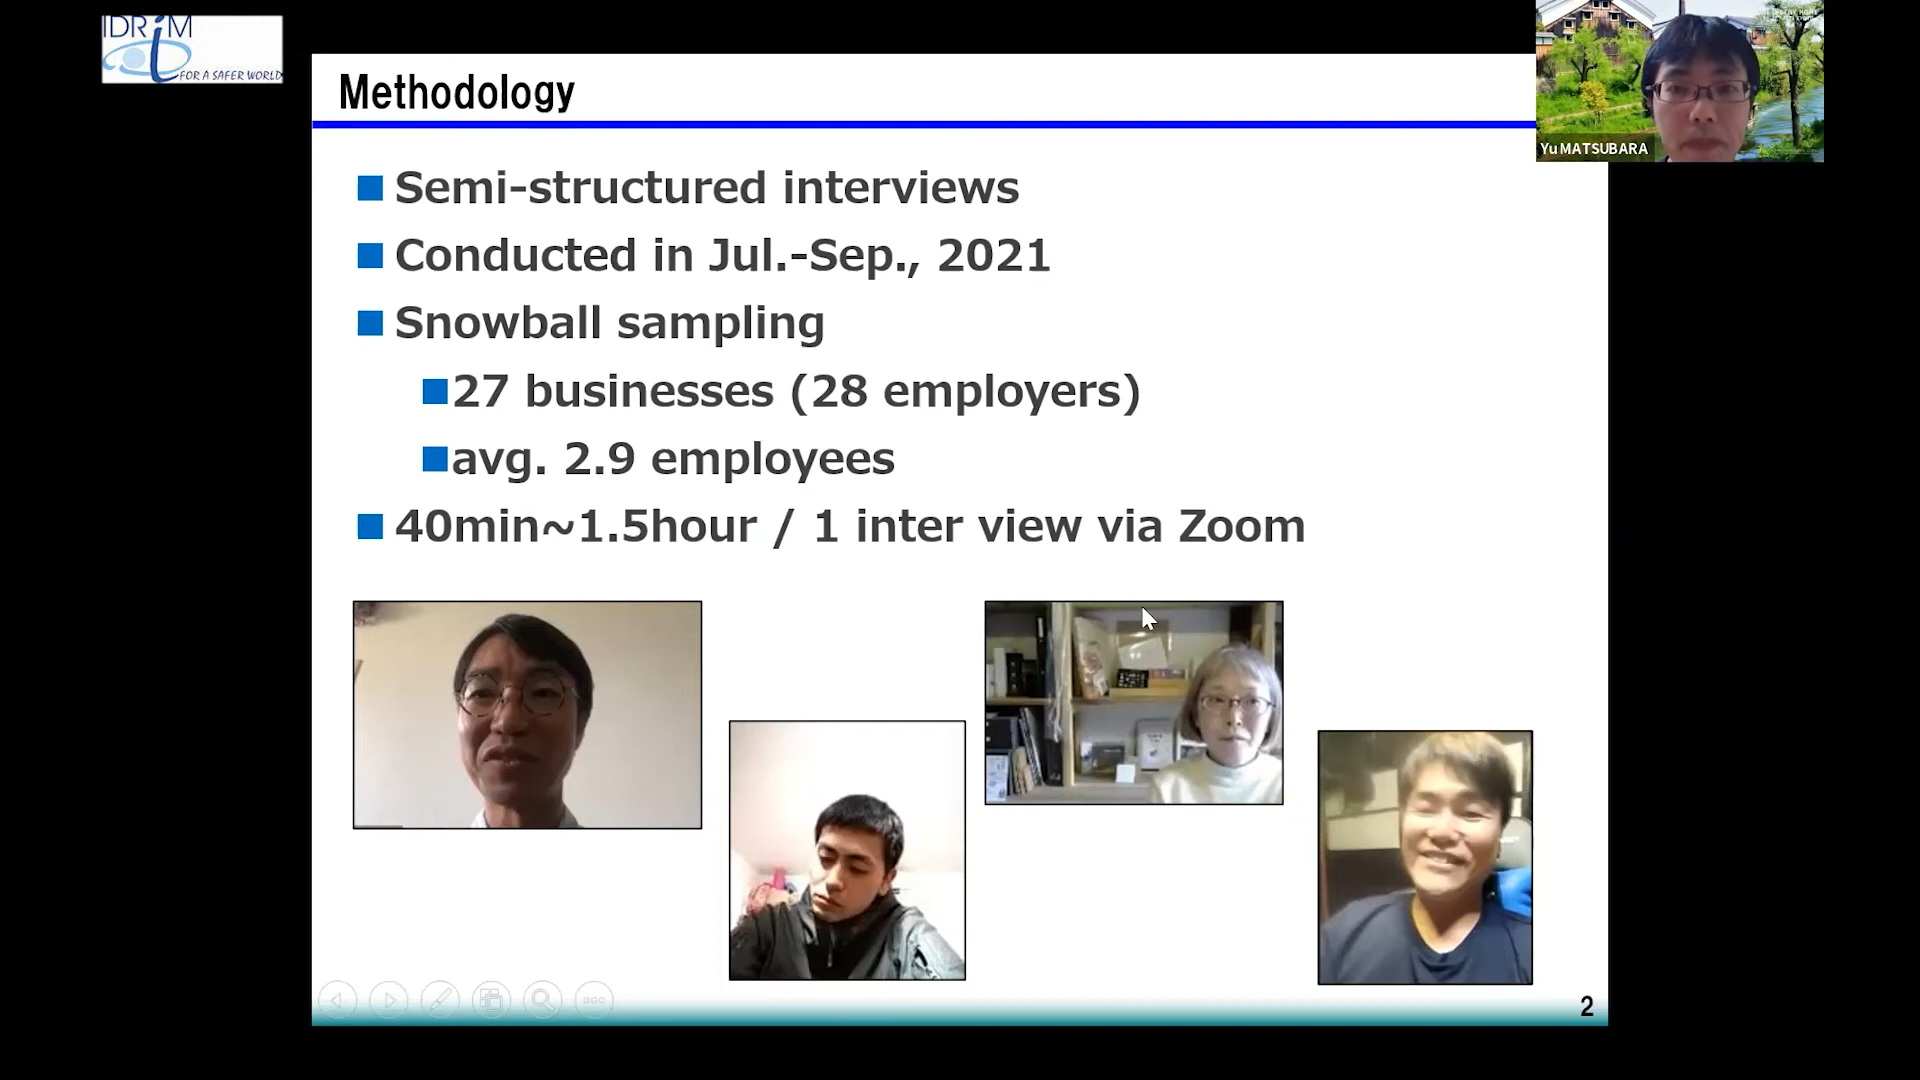 IDRiM
FOR A SAFER WORLD
Methodology
Yu MATSUBARA
Semi-structured interviews
Conducted in Jul.-Sep., 2021
Snowball sampling
27 businesses (28 employers)
avg. 2.9 employees
40min~1.5hour / 1 inter view via Zoom
2